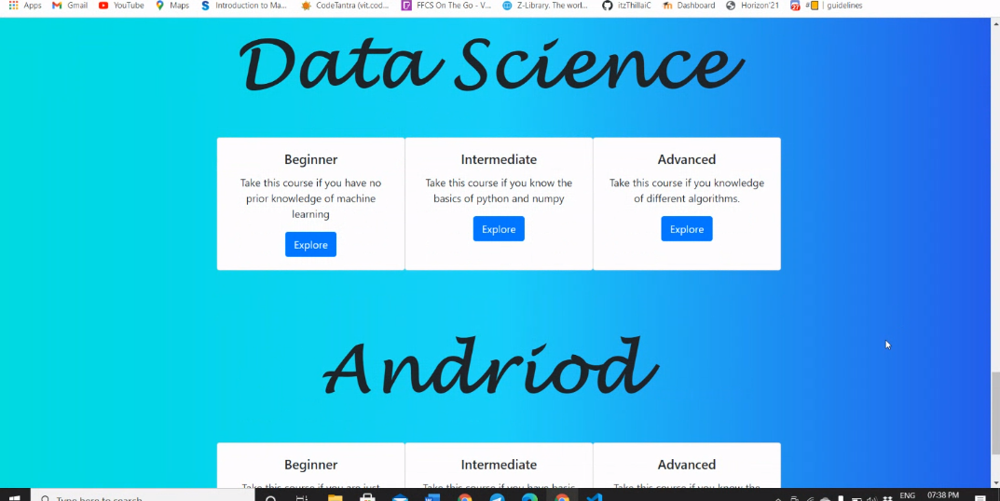 Apps Gmail YouTube Maps Introduction to Ma... CodeTantra (vit.cod... FFCS On The Go - V... Z-Library. The worl... itzThillaiC Dashboard Horizon'21 # | guidelines
Data Science
Beginner Intermediate Advanced
Take this course if you have no Take this course if you know the Take this course if you knowledge
prior knowledge of machine basics of python and numpy of different algorithms.
learning
Explore Explore
Explore
Andriod
Beginner Intermediate Advanced
Take this course if you are just Take this course if you have basic Take this course if you know the
ENG 07:38 PM
Type here to search